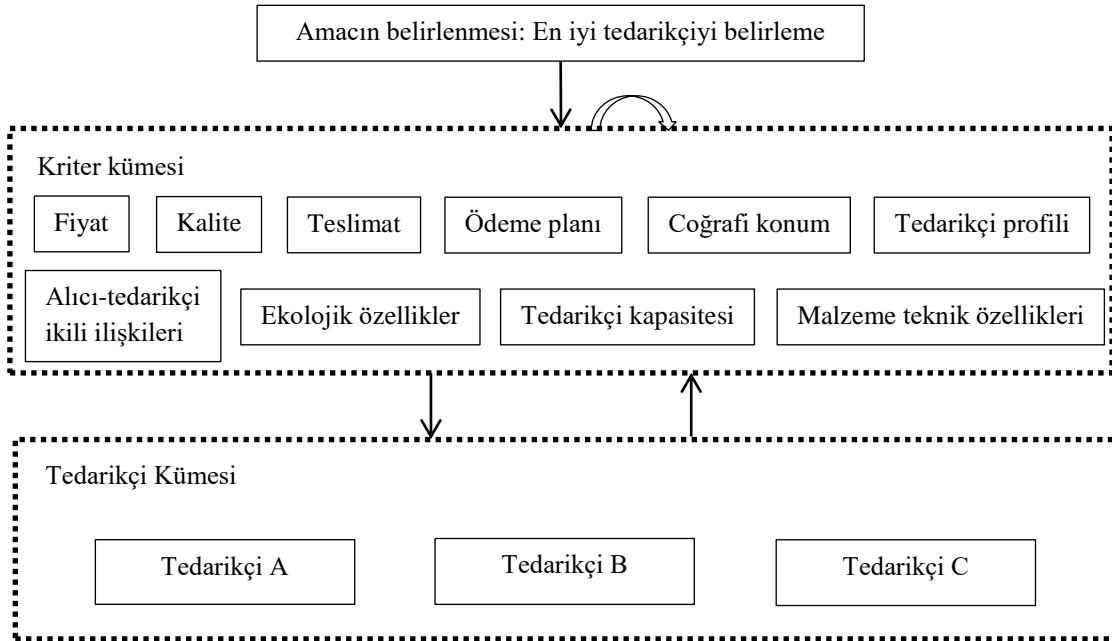 Amacın belirlenmesi: En iyi tedarikçiyi belirleme
Kriter kümesi
Fiyat
Kalite
Teslimat
Ödeme planı
Coğrafi konum
Tedarikçi profili
Alıcı-tedarikçi
ikili ilişkileri
Ekolojik özellikler
Tedarikçi kapasitesi
Malzeme teknik özellikleri
Tedarikçi Kümesi
Tedarikçi A
Tedarikçi B
Tedarikçi C